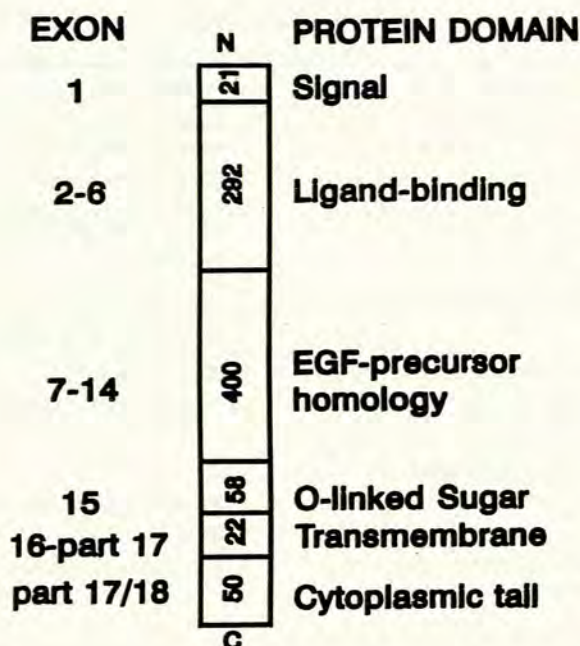 EXON N PROTEIN DOMAIN
1 21 Signal
2-6 292 Ligand-binding
7-14 400 EGF-precursor
homology
15 58 O-linked Sugar
16-part 17 22 Transmembrane
part 17/18 50 Cytoplasmic tail
C